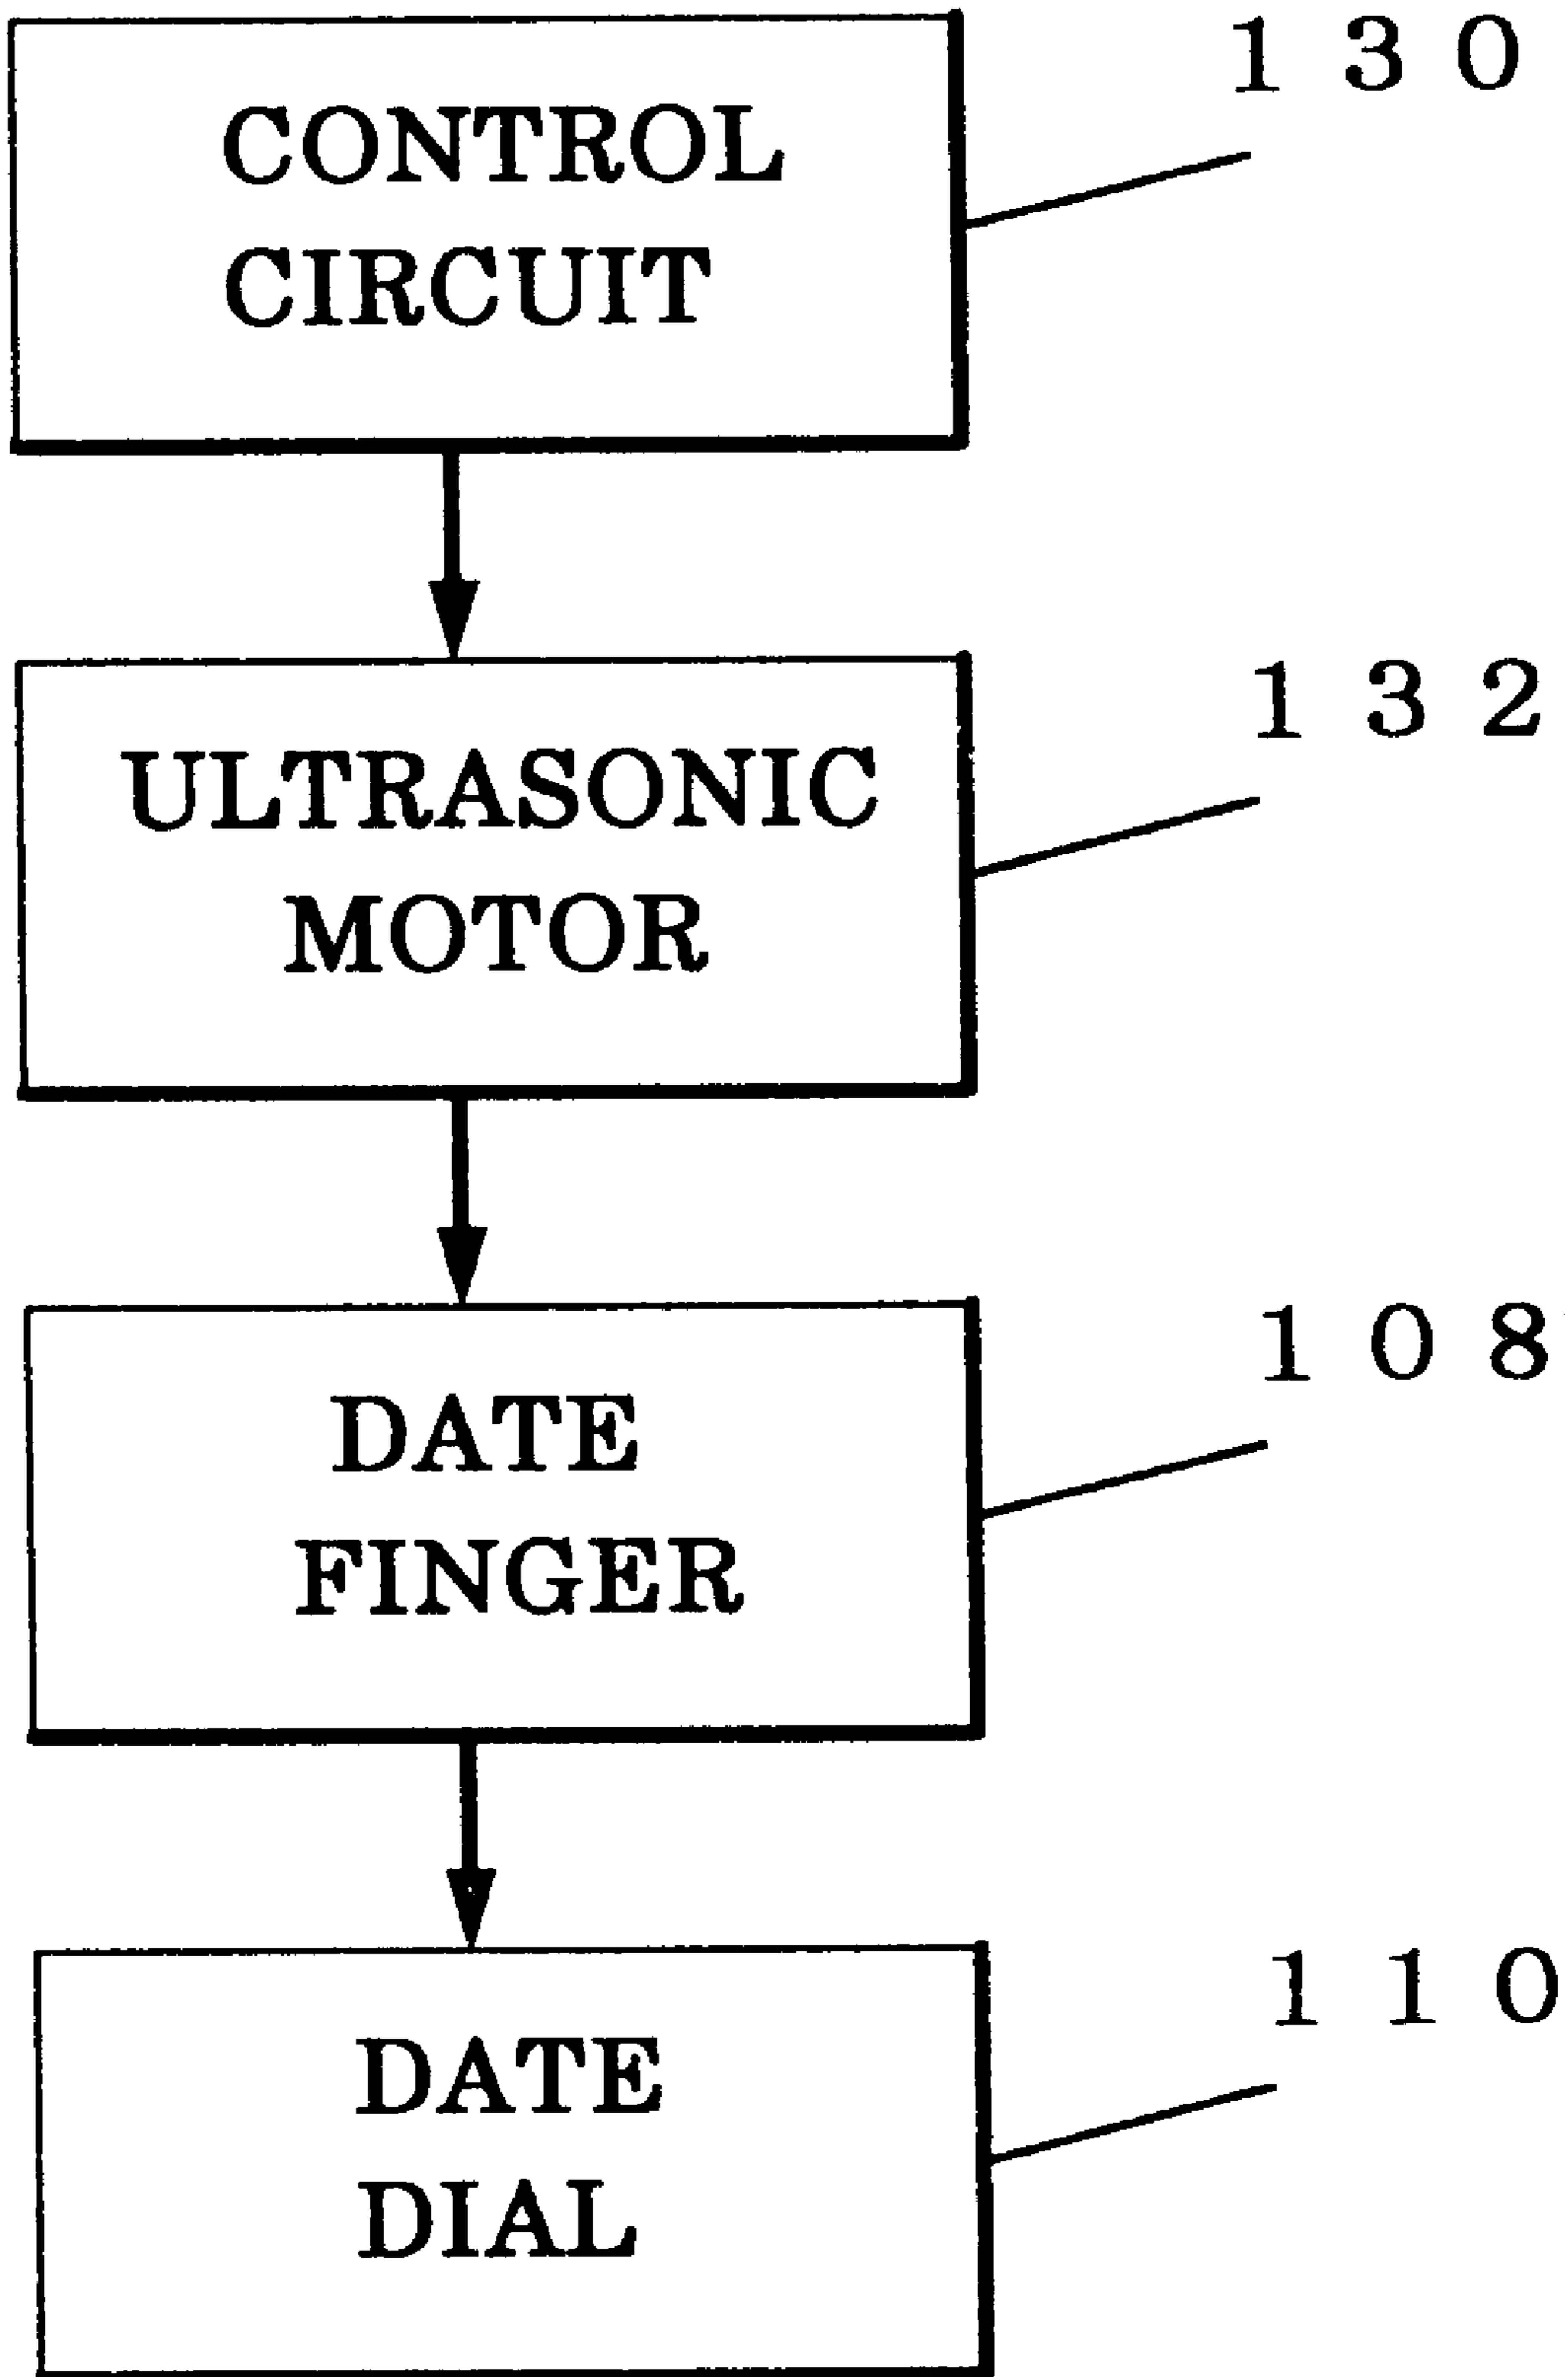 130
CONTROL
CIRCUIT
132
ULTRASONIC
MOTOR
108
DATE
FINGER
110
DATE
DIAL